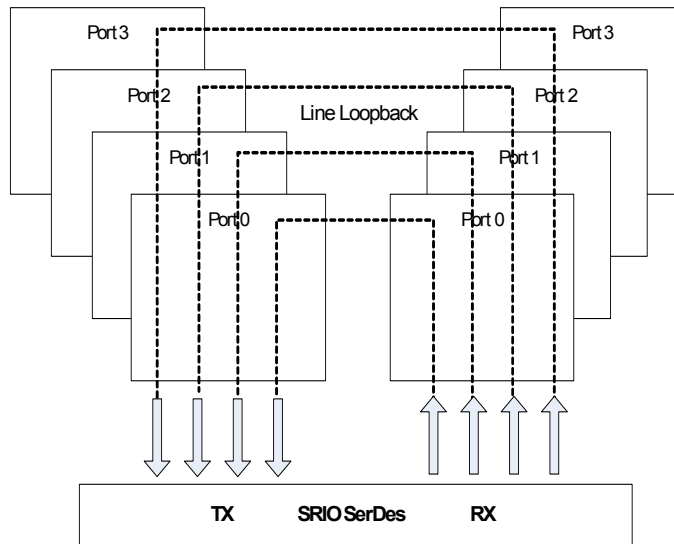 Port 3 Port 3
Port 2 Port 2
Line Loopback
Port 1 Port 1
Port 0 Port 0
TX SRIO SerDes RX